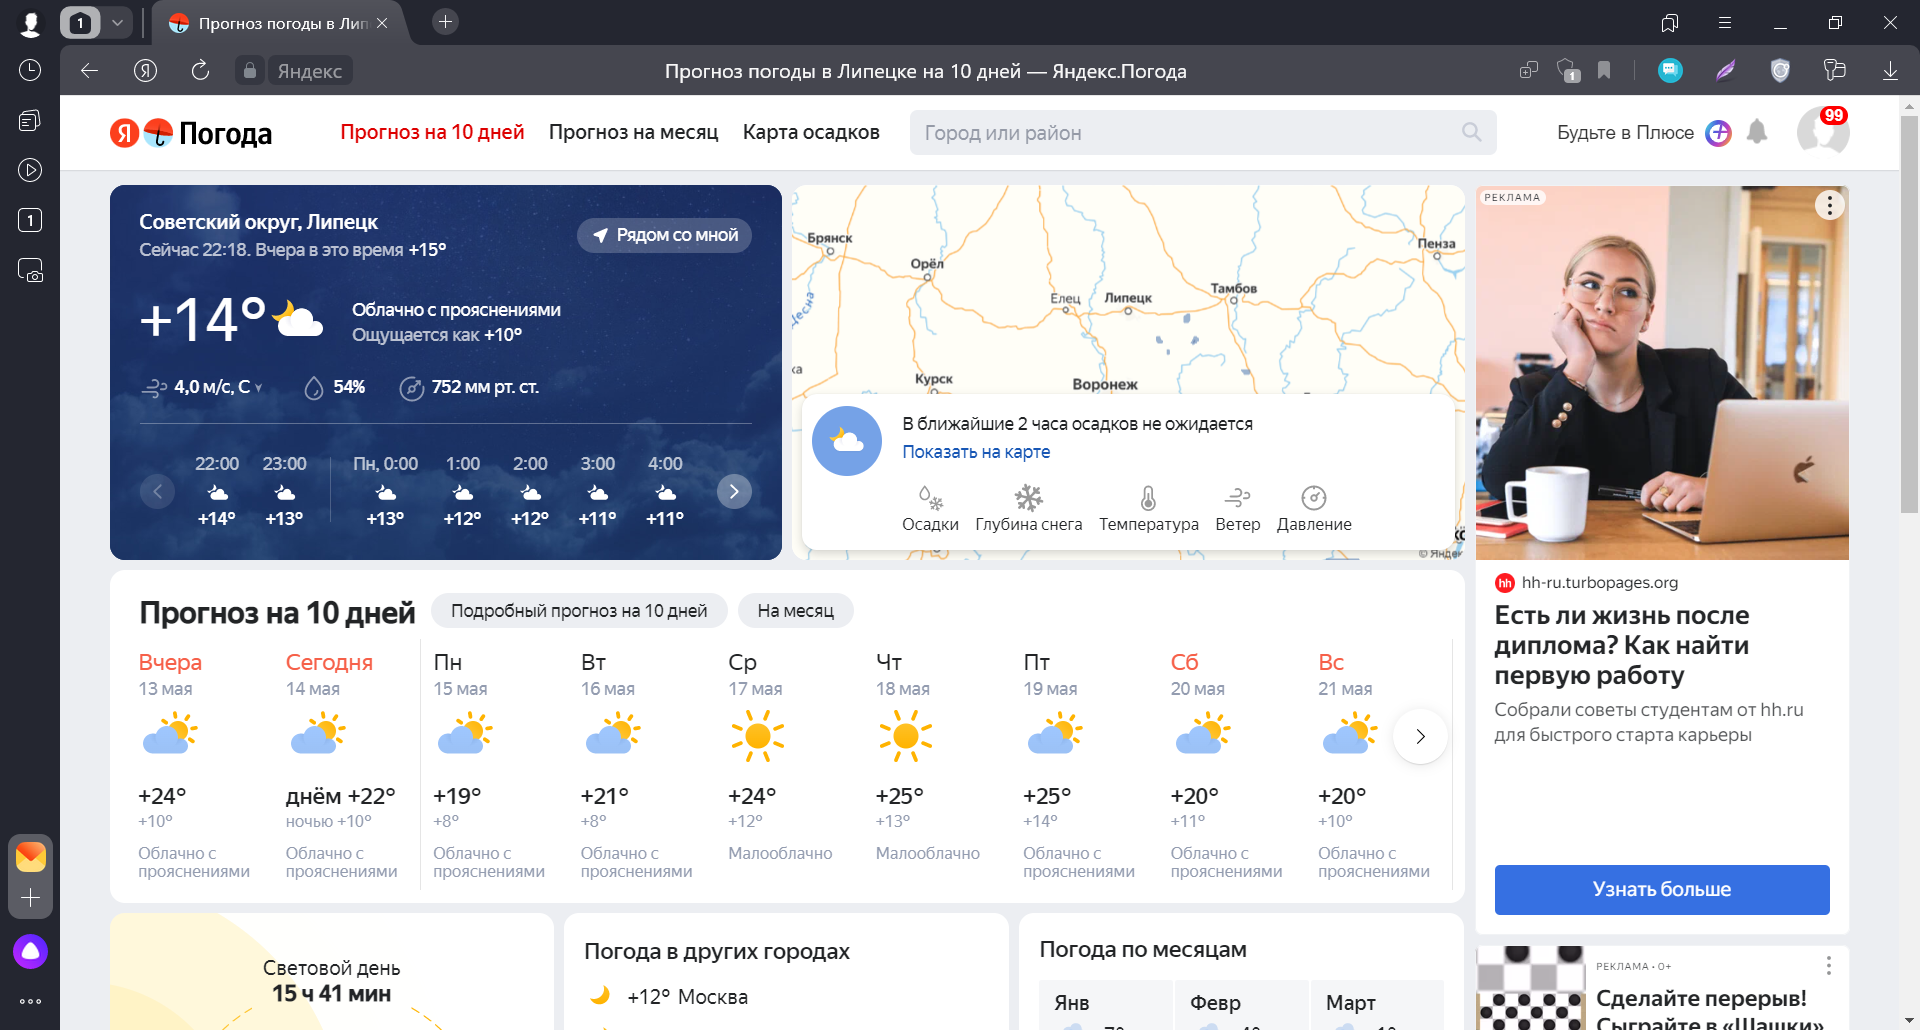 1
Прогноз погоды в Лип
Яндекс
Прогноз погоды в Липецке на 10 дней — Яндекс.Погода
1
1
Я Погода
Прогноз на 10 дней
Прогноз на месяц
Карта осадков
Город или район
Будьте в Плюсе
99
Советский округ, Липецк
Сейчас 22:18. Вчера в это время +15°
Рядом со мной
+14°
Облачно с прояснениями
Ощущается как +10°
4,0 м/с, С
54%
752 мм рт. ст.
22:00 23:00 Пн, 0:00 1:00 2:00 3:00 4:00
+14° +13° +13° +12° +12° +11° +11°
Брянск
Орёл
Пенза
Елец
Липецк
Тамбов
Десна
ка
Курск
Воронеж
В ближайшие 2 часа осадков не ожидается
Показать на карте
Осадки Глубина снега Температура Ветер Давление
© Яндек
Прогноз на 10 дней
Подробный прогноз на 10 дней
На месяц
Вчера Сегодня Пн Вт Ср Чт Пт Сб Вс
13 мая 14 мая 15 мая 16 мая 17 мая 18 мая 19 мая 20 мая 21 мая
+24° днём +22° +19° +21° +24° +25° +25° +20° +20°
+10° ночью +10° +8° +8° +12° +13° +14° +11° +10°
Облачно с Облачно с Облачно с Облачно с Малооблачно Малооблачно Облачно с Облачно с Облачно с
прояснениями прояснениями прояснениями прояснениями прояснениями прояснениями прояснениями
Световой день
15 ч 41 мин
Погода в других городах
+12° Москва
Погода по месяцам
Янв Февр Март
РЕКЛАМА
hh hh-ru.turbopages.org
Есть ли жизнь после
диплома? Как найти
первую работу
Собрали советы студентам от hh.ru
для быстрого старта карьеры
Узнать больше
РЕКЛАМА • 0+
Сделайте перерыв!
Сыграйте в «Шашки»